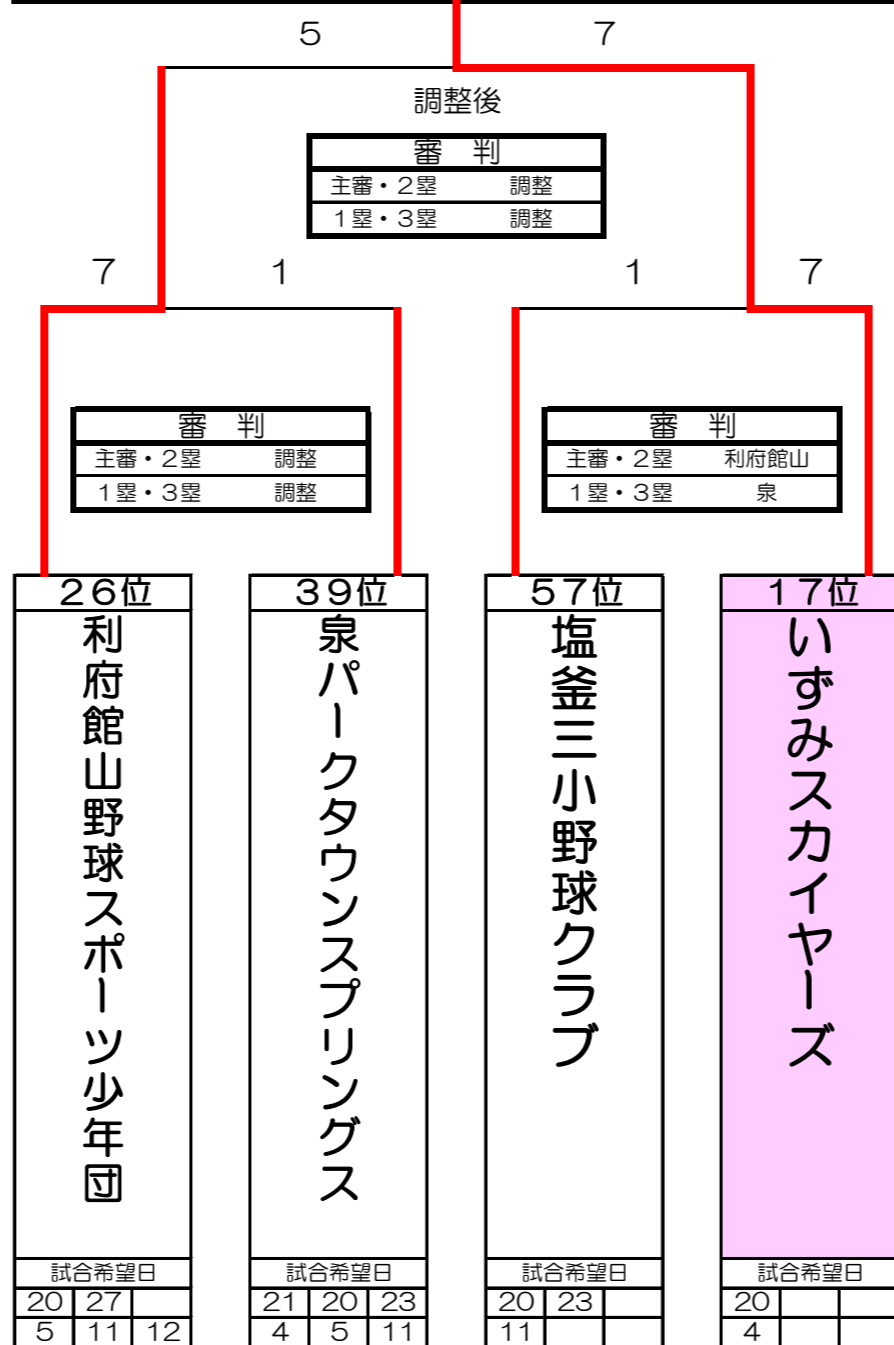 ５ ７
調整後
審 判
主審・２塁 調整
１塁・３塁 調整
７ １ １ ７
審 判 審 判
主審・２塁 調整 主審・２塁 利府館山
１塁・３塁 調整 １塁・３塁 泉
２６位 ３９位 ５７位 １７位
利府館山野球スポーツ少年団
泉パークタウンスプリングス
塩釜三小野球クラブ
いずみスカイヤーズ
試合希望日 試合希望日 試合希望日 試合希望日
20 27 21 20 23 20 23 20
5 11 12 4 5 11 11 4